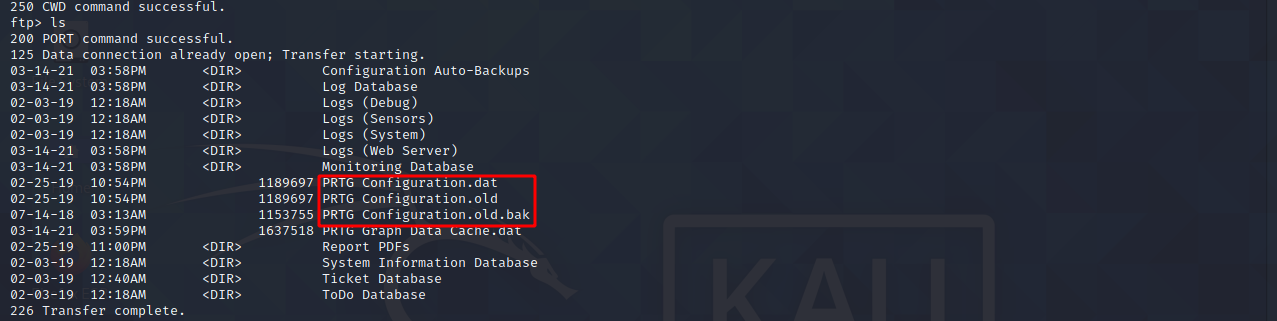 250 CWD command successful.
ftp> ls
200 PORT command successful.
125 Data connection already open; Transfer starting.
03-14-21  03:58PM       <DIR>          Configuration Auto-Backups
03-14-21  03:58PM       <DIR>          Log Database
02-03-19  12:18AM       <DIR>          Logs (Debug)
02-03-19  12:18AM       <DIR>          Logs (Sensors)
02-03-19  12:18AM       <DIR>          Logs (System)
03-14-21  03:58PM       <DIR>          Logs (Web Server)
03-14-21  03:58PM       <DIR>          Monitoring Database
02-25-19  10:54PM              1189697 PRTG Configuration.dat
02-25-19  10:54PM              1189697 PRTG Configuration.old
07-14-18  03:13AM              1153755 PRTG Configuration.old.bak
03-14-21  03:59PM              1637518 PRTG Graph Data Cache.dat
02-25-19  11:00PM       <DIR>          Report PDFs
02-03-19  12:18AM       <DIR>          System Information Database
02-03-19  12:40AM       <DIR>          Ticket Database
02-03-19  12:18AM       <DIR>          ToDo Database
226 Transfer complete.
KALI